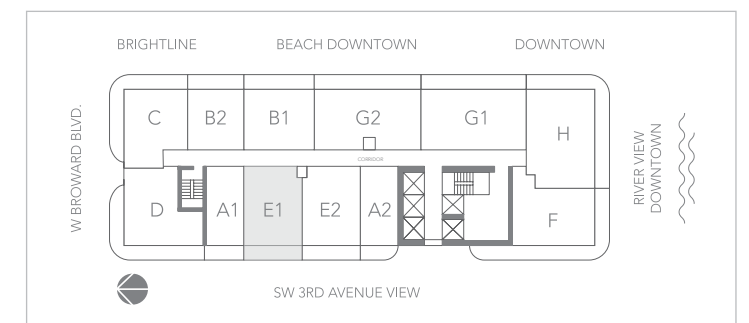 BRIGHTLINE BEACH DOWNTOWN DOWNTOWN
W BROWARD BLVD.
C B2 B1 G2 G1 H
CORRIDOR
D A1 E1 E2 A2 F
RIVER VIEW
DOWNTOWN
SW 3RD AVENUE VIEW